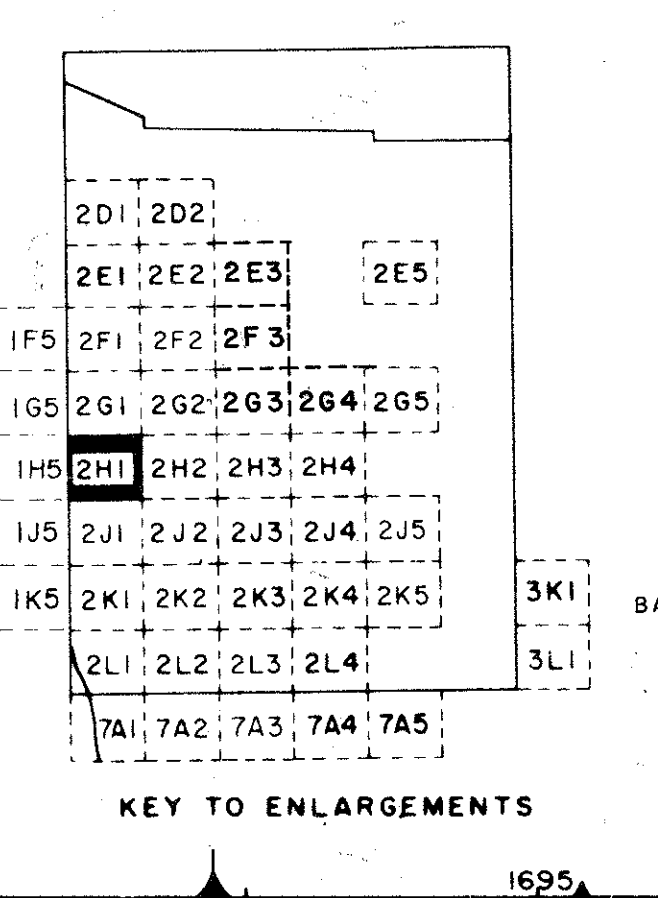 2D1 2D2
2E1 2E2 2E3 2E5
1F5 2F1 2F2 2F3
1G5 2G1 2G2 2G3 2G4 2G5
1H5 2H1 2H2 2H3 2H4
1J5 2J1 2J2 2J3 2J4 2J5
1K5 2K1 2K2 2K3 2K4 2K5 3K1 BA
2L1 2L2 2L3 2L4 3L1
7A1 7A2 7A3 7A4 7A5
KEY TO ENLARGEMENTS
1695